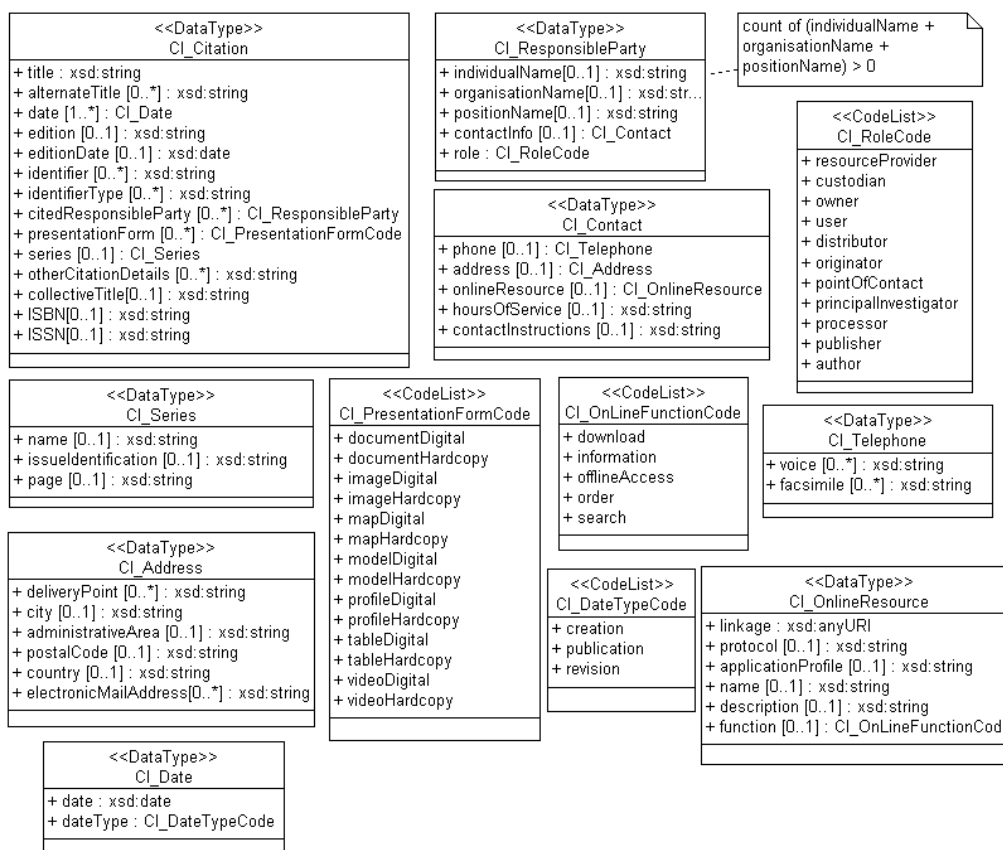 <<DataType>>
CI_Citation
+ title : xsd:string
+ alternateTitle [0..*] : xsd:string
+ date [1..*] : CI_Date
+ edition [0..1] : xsd:string
+ editionDate [0..1] : xsd:date
+ identifier [0..*] : xsd:string
+ identifierType [0..*] : xsd:string
+ citedResponsibleParty [0..*] : CI_ResponsibleParty
+ presentationForm [0..*] : CI_PresentationFormCode
+ series [0..1] : CI_Series
+ otherCitationDetails [0..*] : xsd:string
+ collectiveTitle[0..1] : xsd:string
+ ISBN[0..1] : xsd:string
+ ISSN[0..1] : xsd:string
<<DataType>>
CI_ResponsibleParty
+ individualName[0..1] : xsd:string
+ organisationName[0..1] : xsd:str...
+ positionName[0..1] : xsd:string
+ contactInfo [0..1] : CI_Contact
+ role : CI_RoleCode
count of (individualName +
organisationName +
positionName) > 0
<<CodeList>>
CI_RoleCode
+ resourceProvider
+ custodian
+ owner
+ user
+ distributor
+ originator
+ pointOfContact
+ principalInvestigator
+ processor
+ publisher
+ author
<<DataType>>
CI_Contact
+ phone [0..1] : CI_Telephone
+ address [0..1] : CI_Address
+ onlineResource [0..1] : CI_OnlineResource
+ hoursOfService [0..1] : xsd:string
+ contactInstructions [0..1] : xsd:string
<<DataType>>
CI_Series
+ name [0..1] : xsd:string
+ issueIdentification [0..1] : xsd:string
+ page [0..1] : xsd:string
<<CodeList>>
CI_PresentationFormCode
+ documentDigital
+ documentHardcopy
+ imageDigital
+ imageHardcopy
+ mapDigital
+ mapHardcopy
+ modelDigital
+ modelHardcopy
+ profileDigital
+ profileHardcopy
+ tableDigital
+ tableHardcopy
+ videoDigital
+ videoHardcopy
<<CodeList>>
CI_OnLineFunctionCode
+ download
+ information
+ offlineAccess
+ order
+ search
<<DataType>>
CI_Telephone
+ voice [0..*] : xsd:string
+ facsimile [0..*] : xsd:string
<<DataType>>
CI_Address
+ deliveryPoint [0..*] : xsd:string
+ city [0..1] : xsd:string
+ administrativeArea [0..1] : xsd:string
+ postalCode [0..1] : xsd:string
+ country [0..1] : xsd:string
+ electronicMailAddress[0..*] : xsd:string
<<CodeList>>
CI_DateTypeCode
+ creation
+ publication
+ revision
<<DataType>>
CI_OnlineResource
+ linkage : xsd:anyURI
+ protocol [0..1] : xsd:string
+ applicationProfile [0..1] : xsd:string
+ name [0..1] : xsd:string
+ description [0..1] : xsd:string
+ function [0..1] : CI_OnLineFunctionCod
<<DataType>>
CI_Date
+ date : xsd:date
+ dateType : CI_DateTypeCode